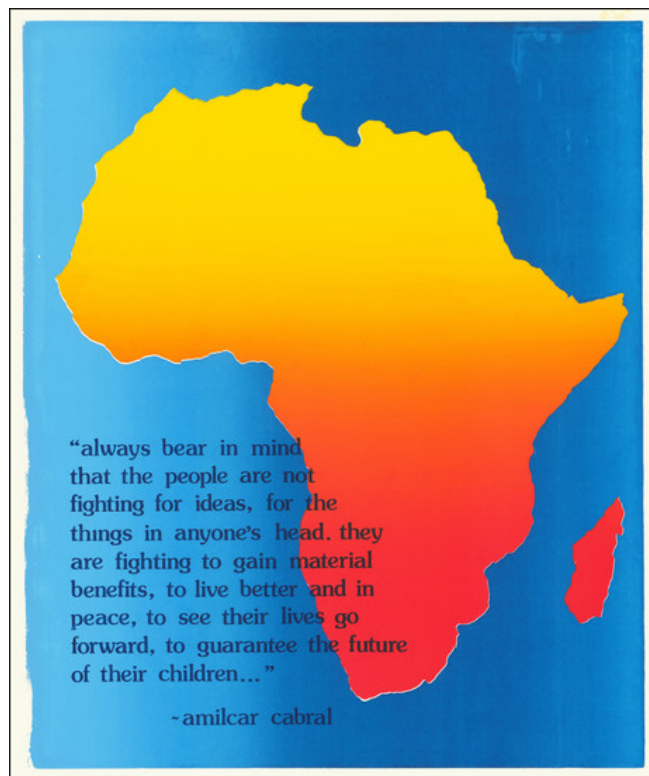 “always bear in mind
that the people are not
fighting for ideas, for the
things in anyone’s head. they
are fighting to gain material
benefits, to live better and in
peace, to see their lives go
forward, to guarantee the future
of their children...”
~amilcar cabral